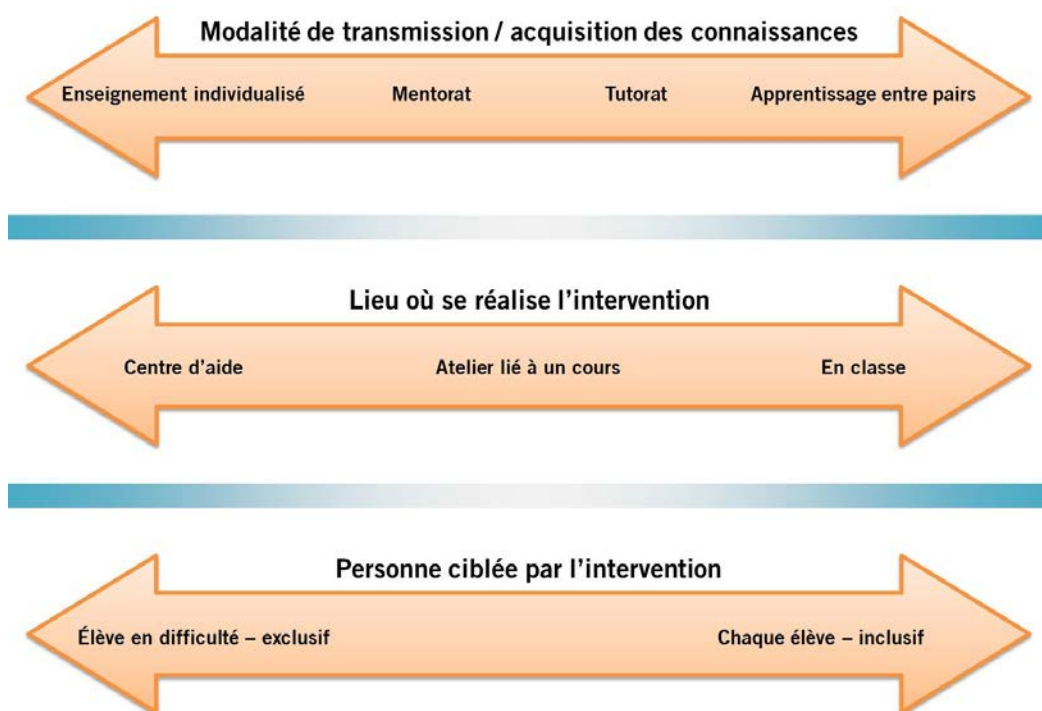 Modalité de transmission / acquisition des connaissances
Enseignement individualisé Mentorat Tutorat Apprentissage entre pairs
Lieu où se réalise l'intervention
Centre d'aide Atelier lié à un cours En classe
Personne ciblée par l'intervention
Élève en difficulté – exclusif Chaque élève – inclusif